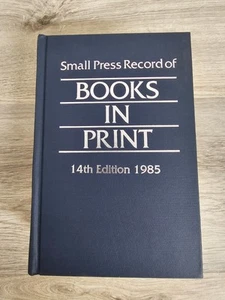 Small Press Record of
BOOKS
IN
PRINT
14th Edition 1985